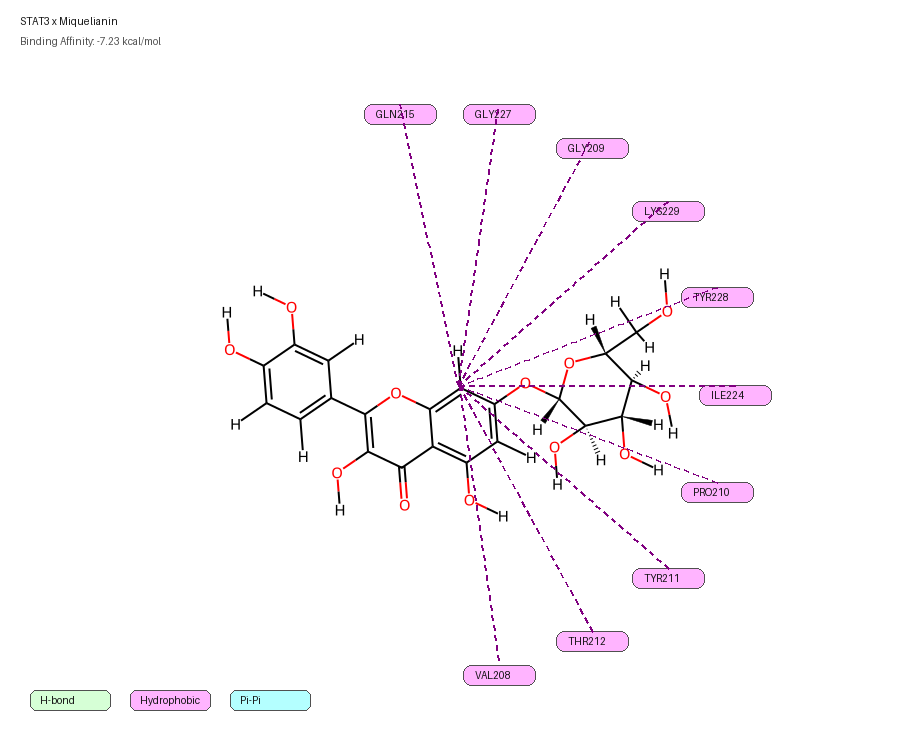 STAT3 x Miquelianin
Binding Affinity: -7.23 kcal/mol
GLN215
GLY227
GLY209
LYS229
TYR228
ILE224
PRO210
TYR211
THR212
VAL208
H
H
O
O
H
H
H
O
O
H
O
O
H
H
H
O
H
O
H
H
O
H
H
H
O
H
H
O
H
H
O
H
O
H
H-bond
Hydrophobic
Pi-Pi